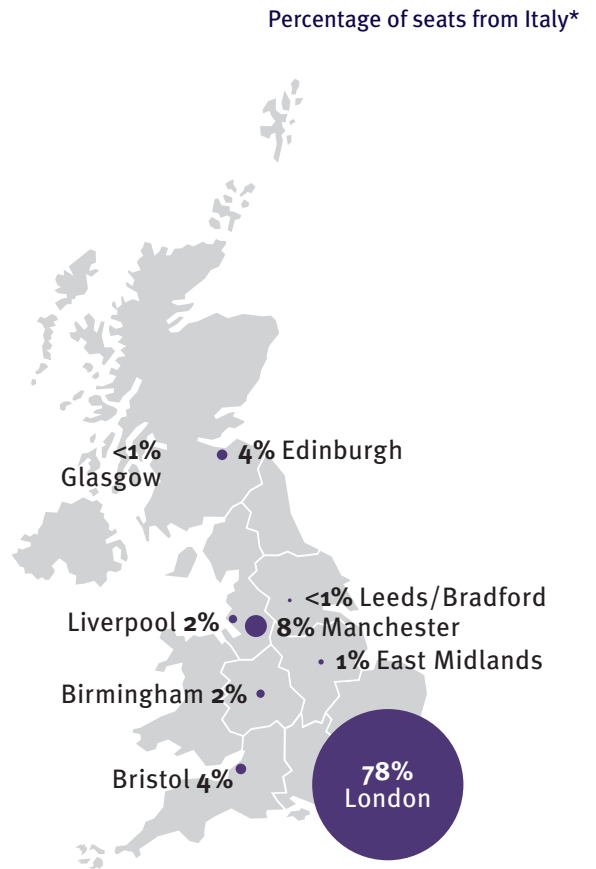 Percentage of seats from Italy*
<1%
Glasgow
4% Edinburgh
<1% Leeds/Bradford
Liverpool 2%
8% Manchester
1% East Midlands
Birmingham 2%
78%
London
Bristol 4%